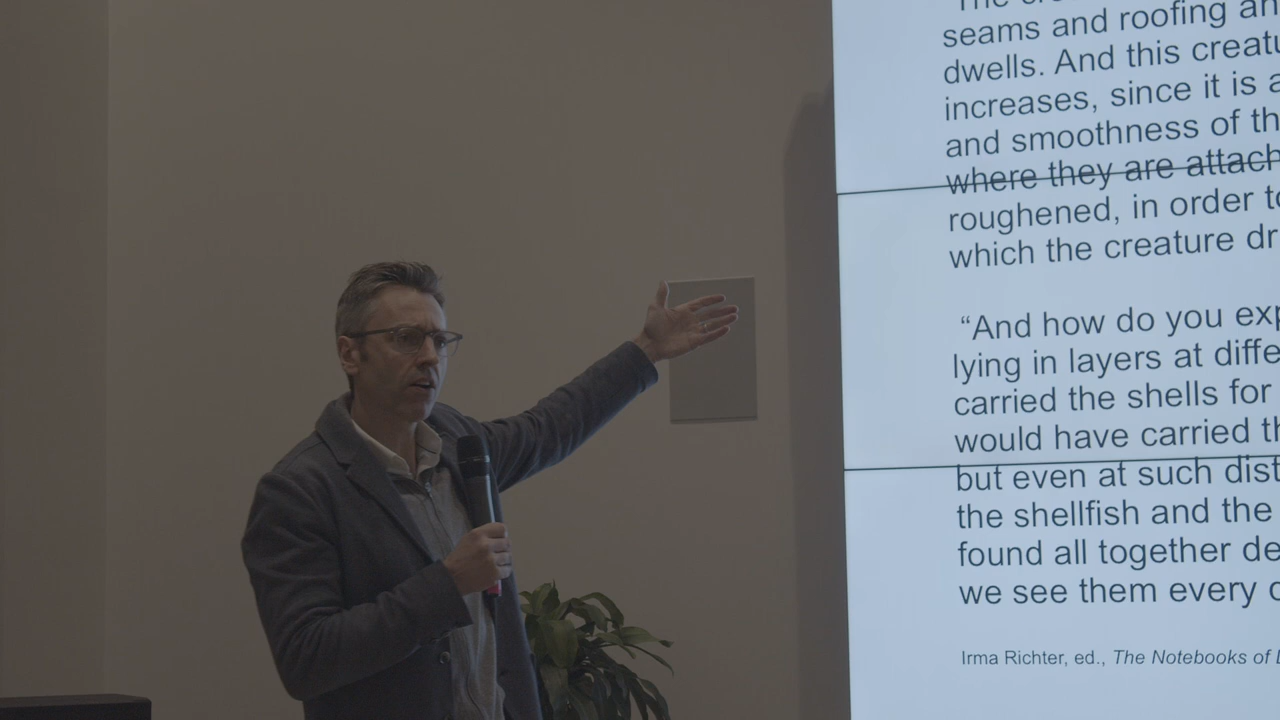 seams and roofing an
dwells. And this creatu
increases, since it is a
and smoothness of th
where they are attach
roughened, in order to
which the creature dr
“And how do you exp
lying in layers at diffe
carried the shells for
would have carried th
but even at such dist
the shellfish and the
found all together de
we see them every
Irma Richter, ed., The Notebooks of